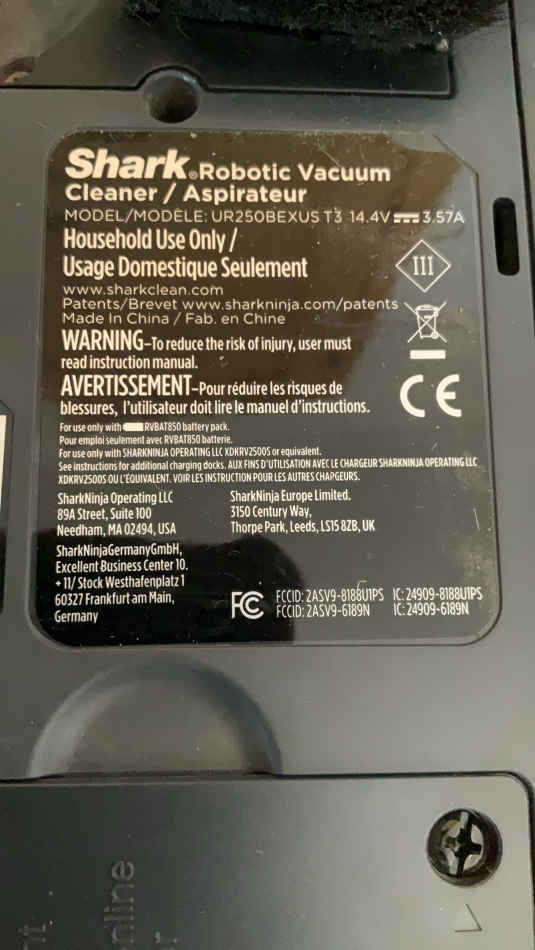 Shark® Robotic Vacuum
Cleaner / Aspirateur
MODEL/MODÈLE: UR250BEXUS T3 14.4V 3.57A
Household Use Only /
Usage Domestique Seulement
III
www.sharkclean.com
Patents/Brevet www.sharkninja.com/patents
Made In China / Fab. en Chine
WARNING–To reduce the risk of injury, user must
read instruction manual.
AVERTISSEMENT–Pour réduire les risques de
blessures, l'utilisateur doit lire le manuel d'instructions.
CE
For use only with RVBAT850 battery pack.
Pour emploi seulement avec RVBAT850 batterie.
For use only with SHARKNINJA OPERATING LLC XDKRV2500S or equivalent.
See instructions for additional charging docks. AUX FINS D'UTILISATION AVEC LE CHARGEUR SHARKNINJA OPERATING LLC
XDKRV2500S OU L'EQUIVALENT. VOIR LES INSTRUCTION POUR LES AUTRES CHARGEURS.
SharkNinja Operating LLC
89A Street, Suite 100
Needham, MA 02494, USA
SharkNinja Europe Limited.
3150 Century Way,
Thorpe Park, Leeds, LS15 8ZB, UK
SharkNinjaGermanyGmbH,
Excellent Business Center 10.
+ 11/ Stock Westhafenplatz 1
60327 Frankfurt am Main,
Germany
FC
FCCID: 2ASV9-8188U1PS IC: 24909-8188U1PS
FCCID: 2ASV9-6189N IC: 24909-6189N